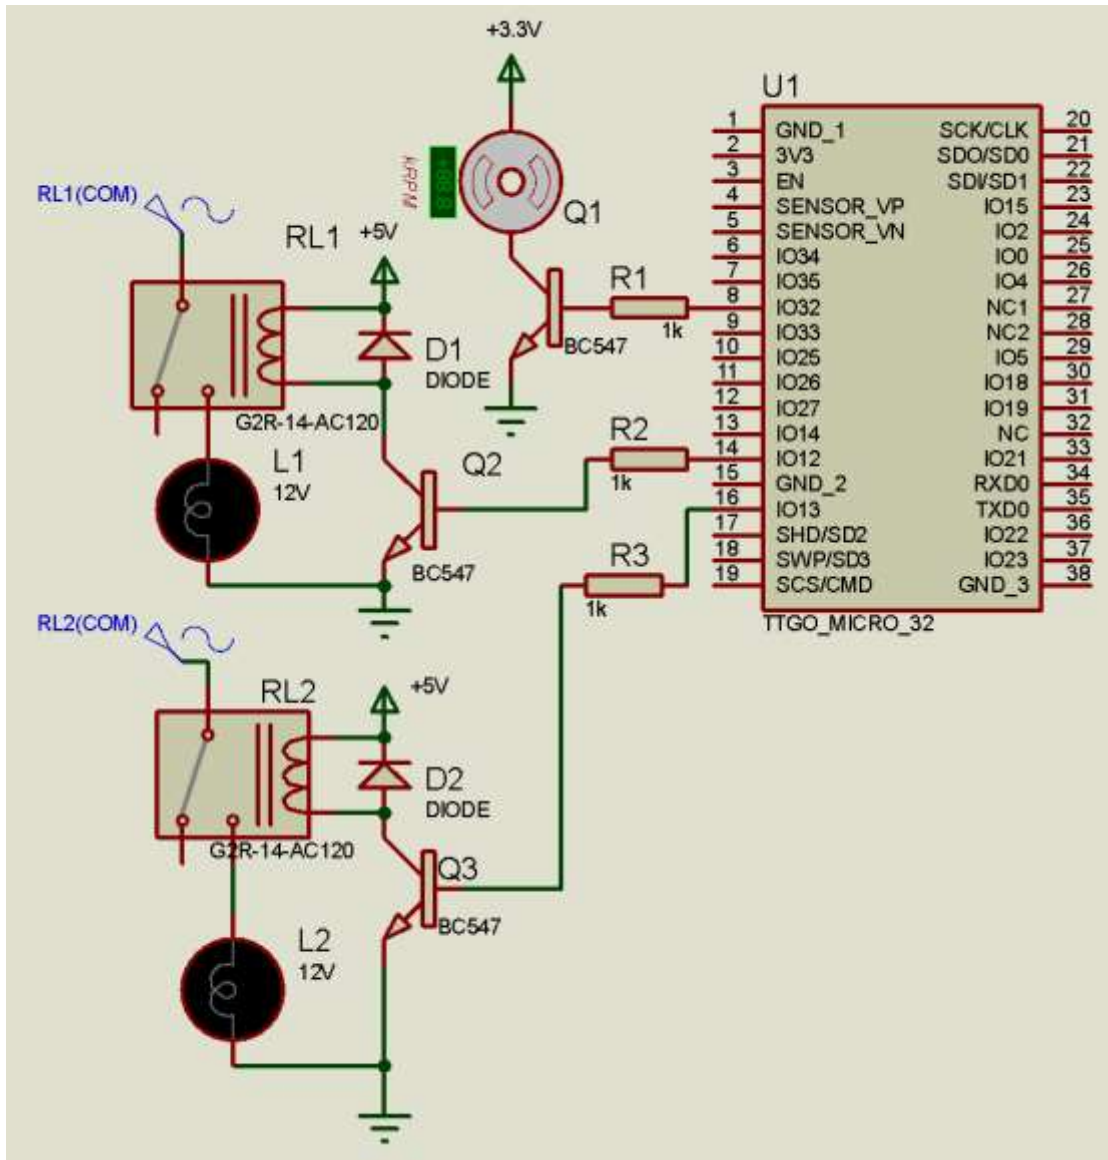 +3.3V
U1
1 GND_1 SCK/CLK 20
2 3V3 SDO/SD0 21
3 EN SDI/SD1 22
4 SENSOR_VP IO15 23
5 SENSOR_VN IO2 24
6 IO34 IO0 25
7 IO35 IO4 26
8 IO32 NC1 27
9 IO33 NC2 28
10 IO25 IO5 29
11 IO26 IO18 30
12 IO27 IO19 31
13 IO14 NC 32
14 IO12 IO21 33
15 GND_2 RXD0 34
16 IO13 TXD0 35
17 SHD/SD2 IO22 36
18 SWP/SD3 IO23 37
19 SCS/CMD GND_3 38
TTGO_MICRO_32
kRPM
Q1
BC547
R1
1k
RL1(COM)
RL1
+5V
D1
DIODE
G2R-14-AC120
L1
12V
Q2
BC547
R2
1k
R3
1k
RL2(COM)
RL2
+5V
D2
DIODE
G2R-14-AC120
Q3
BC547
L2
12V